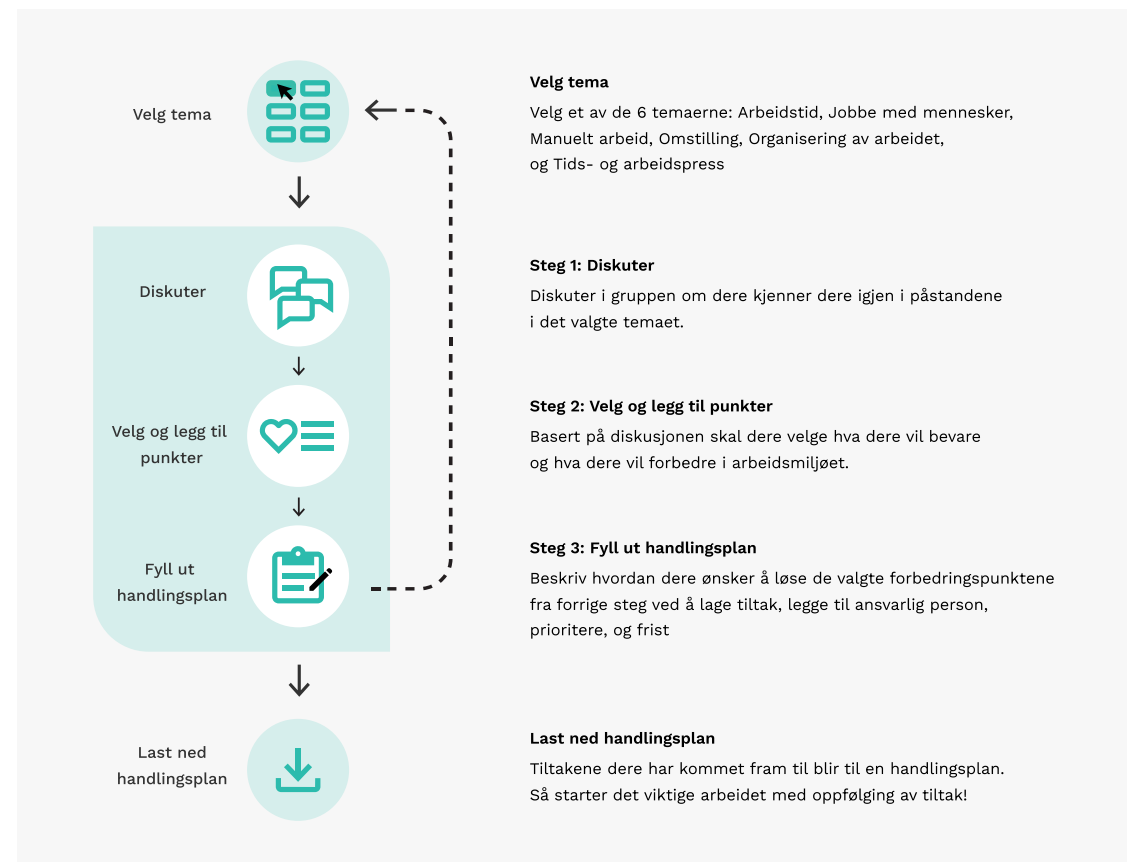 Velg tema
Velg tema
Velg et av de 6 temaerne: Arbeidstid, Jobbe med mennesker,
Manuelt arbeid, Omstilling, Organisering av arbeidet,
og Tids- og arbeidspress
Diskuter
Steg 1: Diskuter
Diskuter i gruppen om dere kjenner dere igjen i påstandene
i det valgte temaet.
Velg og legg til
punkter
Steg 2: Velg og legg til punkter
Basert på diskusjonen skal dere velge hva dere vil bevare
og hva dere vil forbedre i arbeidsmiljøet.
Fyll ut
handlingsplan
Steg 3: Fyll ut handlingsplan
Beskriv hvordan dere ønsker å løse de valgte forbedringspunktene
fra forrige steg ved å lage tiltak, legge til ansvarlig person,
prioritere, og frist
Last ned
handlingsplan
Last ned handlingsplan
Tiltakene dere har kommet fram til blir til en handlingsplan.
Så starter det viktige arbeidet med oppfølging av tiltak!